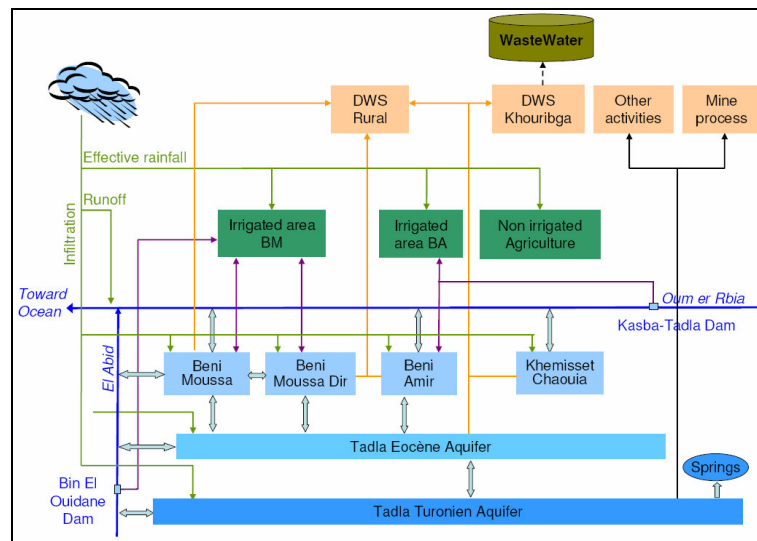 WasteWater
DWS
Rural
DWS
Khouribga
Other
activities
Mine
process
Effective rainfall
Runoff
Infiltration
Irrigated area
BM
Irrigated
area BA
Non irrigated
Agriculture
Toward
Ocean
Oum er Rbia
Kasba-Tadla Dam
El Abid
Beni
Moussa
Beni
Moussa Dir
Beni
Amir
Khemisset
Chaouia
Tadla Eocène Aquifer
Springs
Bin El
Ouidane
Dam
Tadla Turonien Aquifer